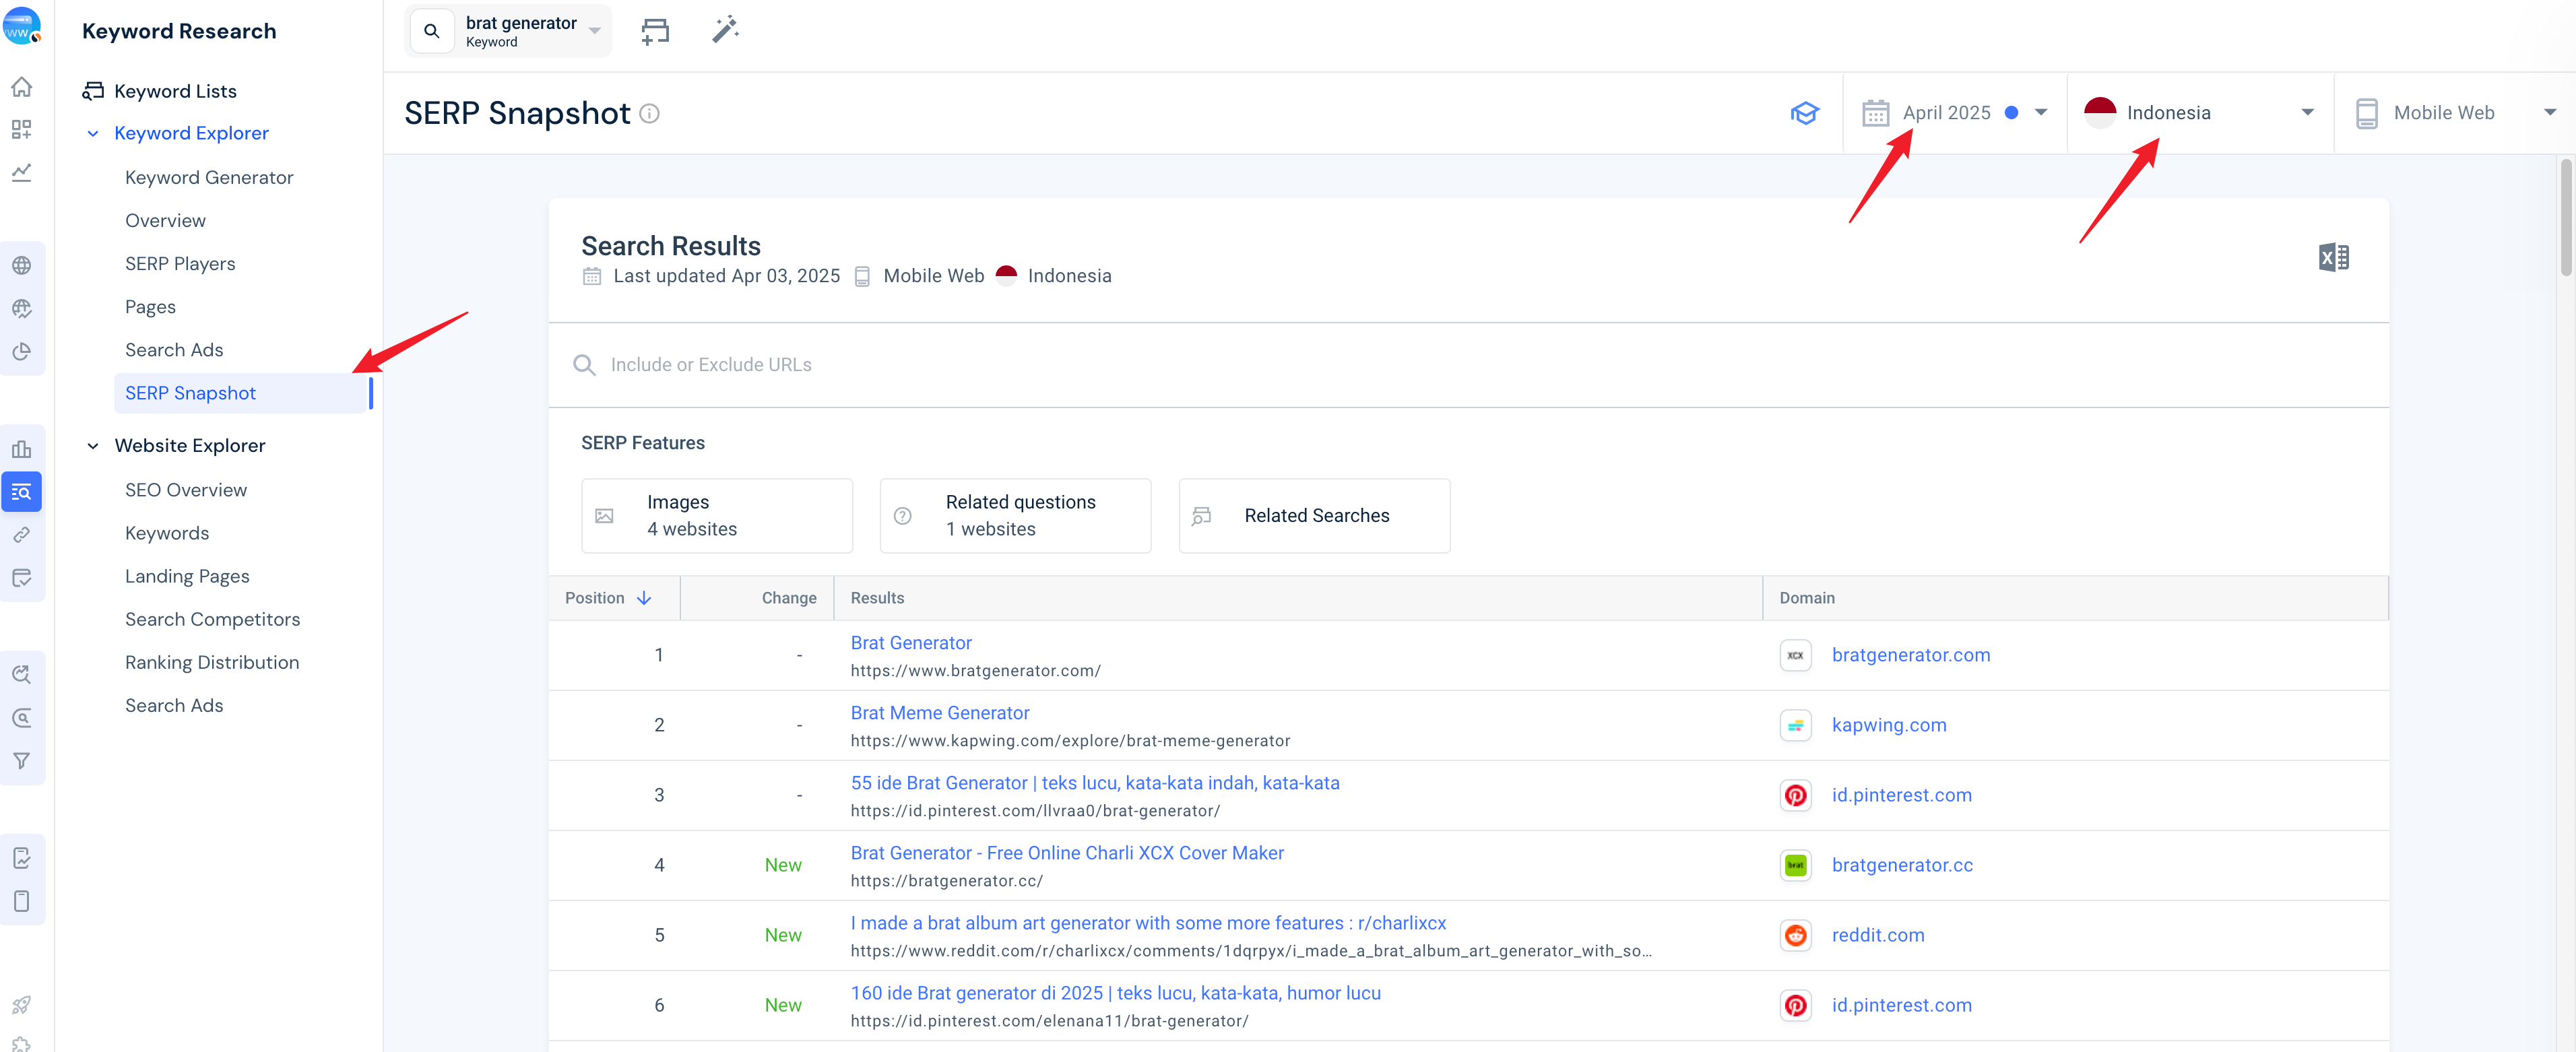 Keyword Research
Keyword Lists
Keyword Explorer
Keyword Generator
Overview
SERP Players
Pages
Search Ads
SERP Snapshot
Website Explorer
SEO Overview
Keywords
Landing Pages
Search Competitors
Ranking Distribution
Search Ads
brat generator
Keyword
SERP Snapshot
April 2025
Indonesia
Mobile Web
Search Results
Last updated Apr 03, 2025 Mobile Web Indonesia
Include or Exclude URLs
SERP Features
Images
4 websites
Related questions
1 websites
Related Searches
Position Change Results Domain
1 - Brat Generator bratgenerator.com
https://www.bratgenerator.com/
2 - Brat Meme Generator kapwing.com
https://www.kapwing.com/explore/brat-meme-generator
3 - 55 ide Brat Generator | teks lucu, kata-kata indah, kata-kata id.pinterest.com
https://id.pinterest.com/llvraa0/brat-generator/
4 New Brat Generator - Free Online Charli XCX Cover Maker bratgenerator.cc
https://bratgenerator.cc/
5 New I made a brat album art generator with some more features : r/charlixcx reddit.com
https://www.reddit.com/r/charlixcx/comments/1dqrpyx/i_made_a_brat_album_art_generator_with_so...
6 New 160 ide Brat generator di 2025 | teks lucu, kata-kata, humor lucu id.pinterest.com
https://id.pinterest.com/elenana11/brat-generator/